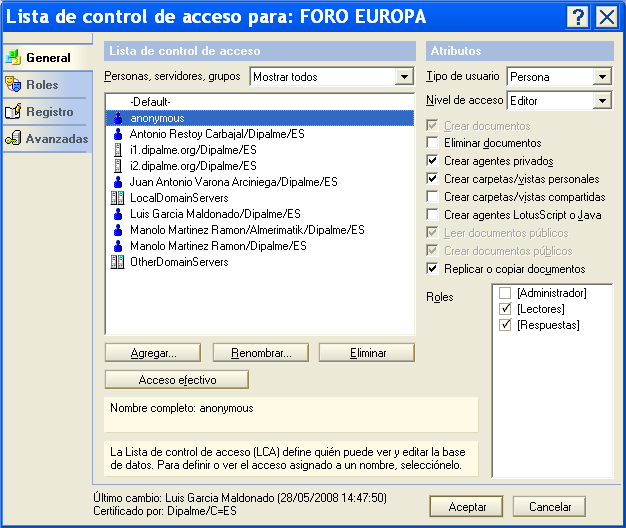 Lista de control de acceso para: FORO EUROPA
General
Roles
Registro
Avanzadas
Lista de control de acceso
Personas, servidores, grupos
Mostrar todos
-Default-
anonymous
Antonio Restoy Carbajal/Dipalme/ES
i1.dipalme.org/Dipalme/ES
i2.dipalme.org/Dipalme/ES
Juan Antonio Varona Arciniega/Dipalme/ES
LocalDomainServers
Luis Garcia Maldonado/Dipalme/ES
Manolo Martinez Ramon/Almerimatik/Dipalme/ES
Manolo Martinez Ramon/Dipalme/ES
OtherDomainServers
Agregar...
Renombrar...
Eliminar
Acceso efectivo
Nombre completo: anonymous
La Lista de control de acceso (LCA) define quién puede ver y editar la base
de datos. Para definir o ver el acceso asignado a un nombre, selecciónelo.
Atributos
Tipo de usuario
Persona
Nivel de acceso
Editor
Crear documentos
Eliminar documentos
Crear agentes privados
Crear carpetas/vistas personales
Crear carpetas/vistas compartidas
Crear agentes LotusScript o Java
Leer documentos públicos
Crear documentos públicos
Replicar o copiar documentos
Roles
[Administrador]
[Lectores]
[Respuestas]
Último cambio: Luis Garcia Maldonado (28/05/2008 14:47:50)
Certificado por: Dipalme/C=ES
Aceptar
Cancelar